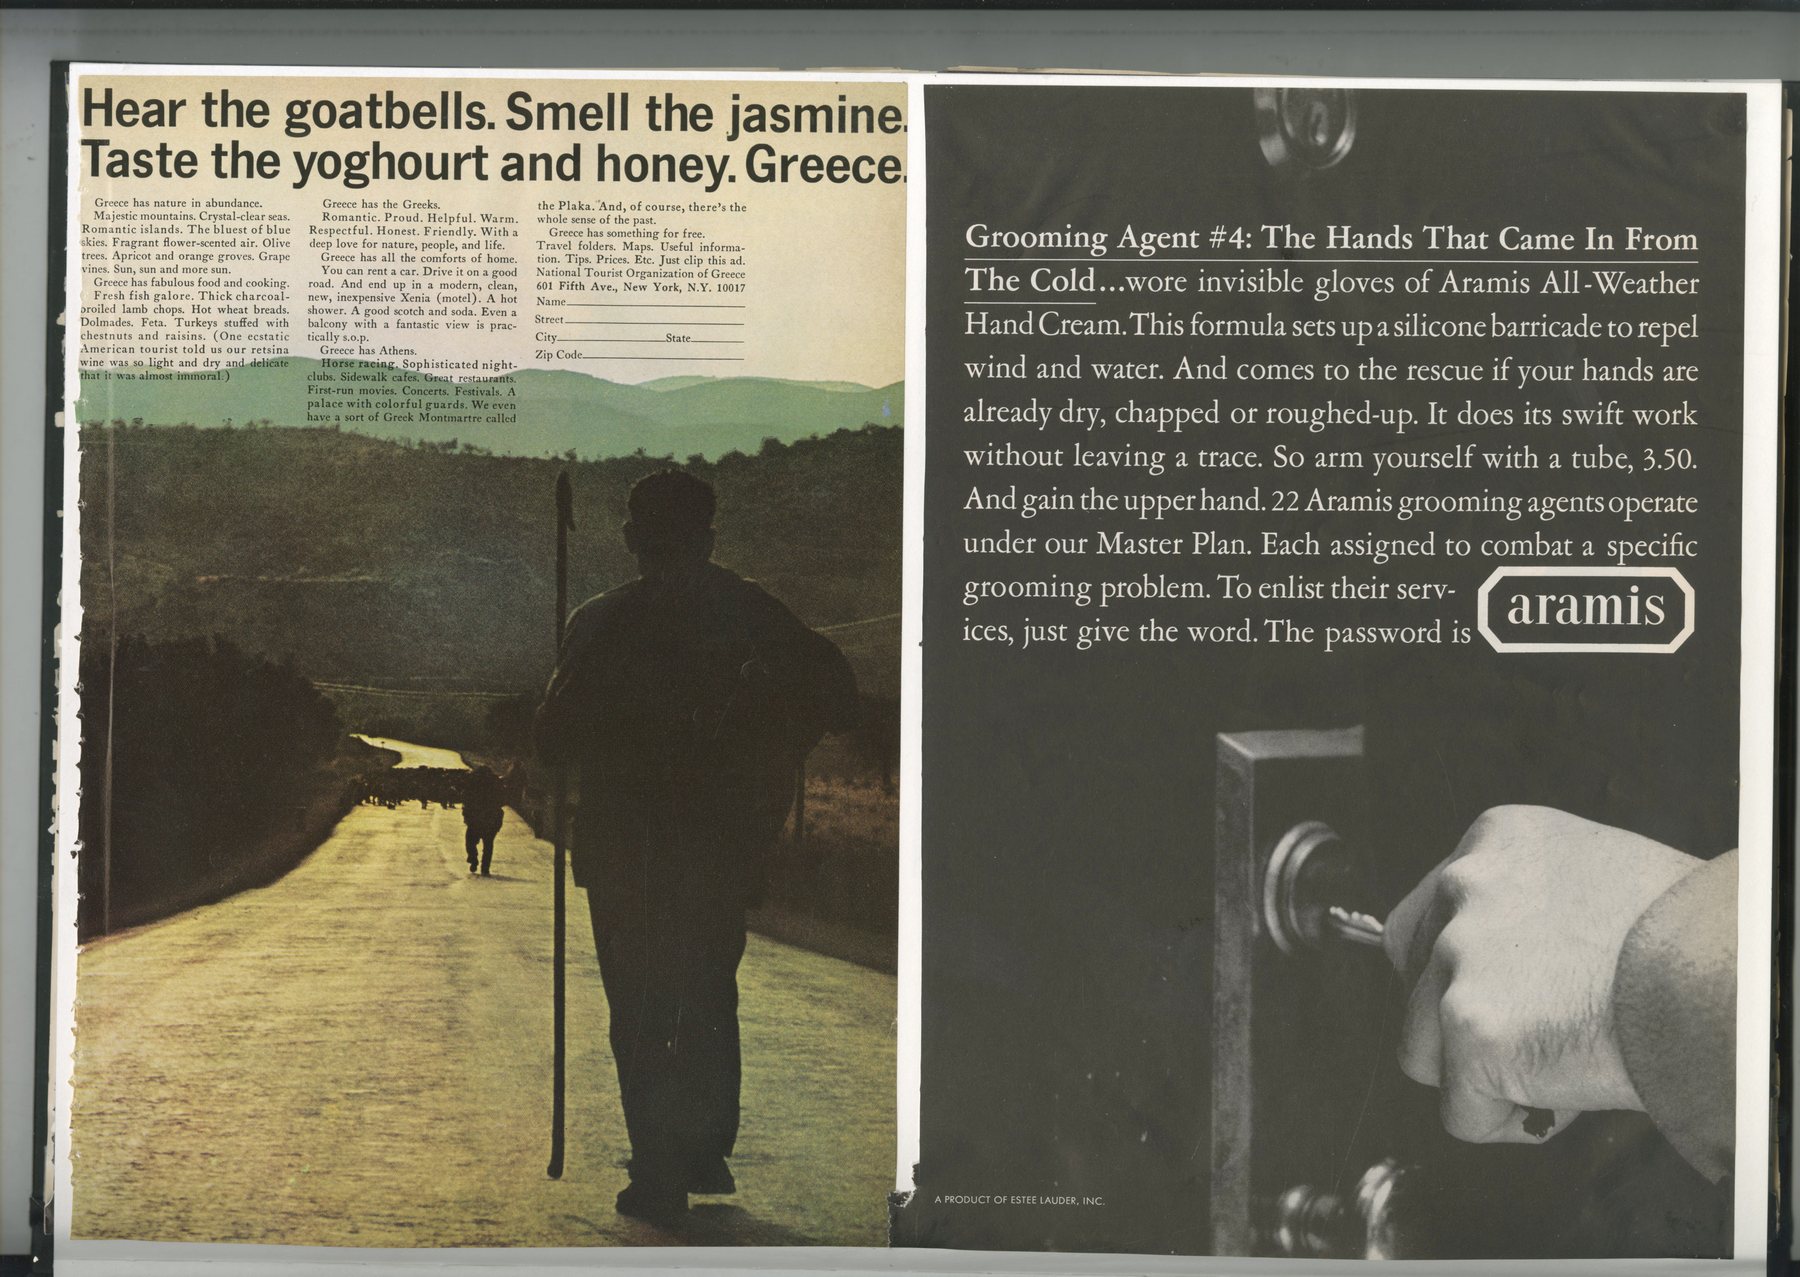 Hear the goatbells. Smell the jasmine.
Taste the yoghourt and honey. Greece.
Greece has nature in abundance.
Majestic mountains. Crystal-clear seas.
Romantic islands. The bluest of blue
skies. Fragrant flower-scented air. Olive
trees. Apricot and orange groves. Grape
vines. Sun, sun and more sun.
Greece has fabulous food and cooking.
Fresh fish galore. Thick charcoal-
broiled lamb chops. Hot wheat breads.
Dolmades. Feta. Turkeys stuffed with
chestnuts and raisins. (One ecstatic
American tourist told us our retsina
wine was so light and dry and delicate
that it was almost immoral.)
Greece has the Greeks.
Romantic. Proud. Helpful. Warm.
Respectful. Honest. Friendly. With a
deep love for nature, people, and life.
Greece has all the comforts of home.
You can rent a car. Drive it on a good
road. And end up in a modern, clean,
new, inexpensive Xenia (motel). A hot
shower. A good scotch and soda. Even a
balcony with a fantastic view is prac-
tically s.o.p.
Greece has Athens.
Horse racing. Sophisticated night-
clubs. Sidewalk cafes. Great restaurants.
First-run movies. Concerts. Festivals. A
palace with colorful guards. We even
have a sort of Greek Montmartre called
the Plaka. And, of course, there's the
whole sense of the past.
Greece has something for free.
Travel folders. Maps. Useful informa-
tion. Tips. Prices. Etc. Just clip this ad.
National Tourist Organization of Greece
601 Fifth Ave., New York, N.Y. 10017
Name
Street
City State
Zip Code
Grooming Agent #4: The Hands That Came In From
The Cold...wore invisible gloves of Aramis All-Weather
Hand Cream. This formula sets up a silicone barricade to repel
wind and water. And comes to the rescue if your hands are
already dry, chapped or roughed-up. It does its swift work
without leaving a trace. So arm yourself with a tube, 3.50.
And gain the upper hand. 22 Aramis grooming agents operate
under our Master Plan. Each assigned to combat a specific
grooming problem. To enlist their serv-
ices, just give the word. The password is
aramis
A PRODUCT OF ESTEE LAUDER, INC.